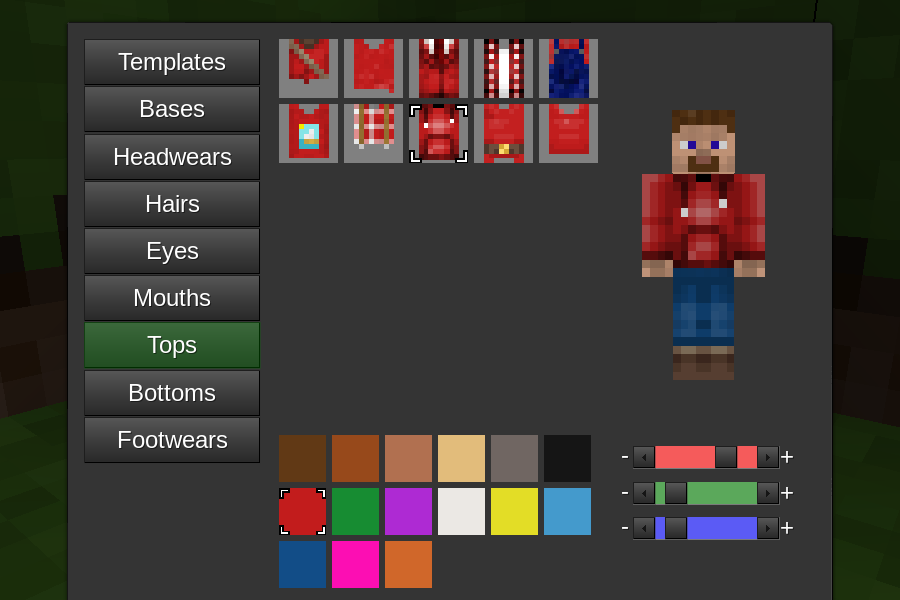 Templates
Bases
Headwears
Hairs
Eyes
Mouths
Tops
Bottoms
Footwears
- +
- +
- +